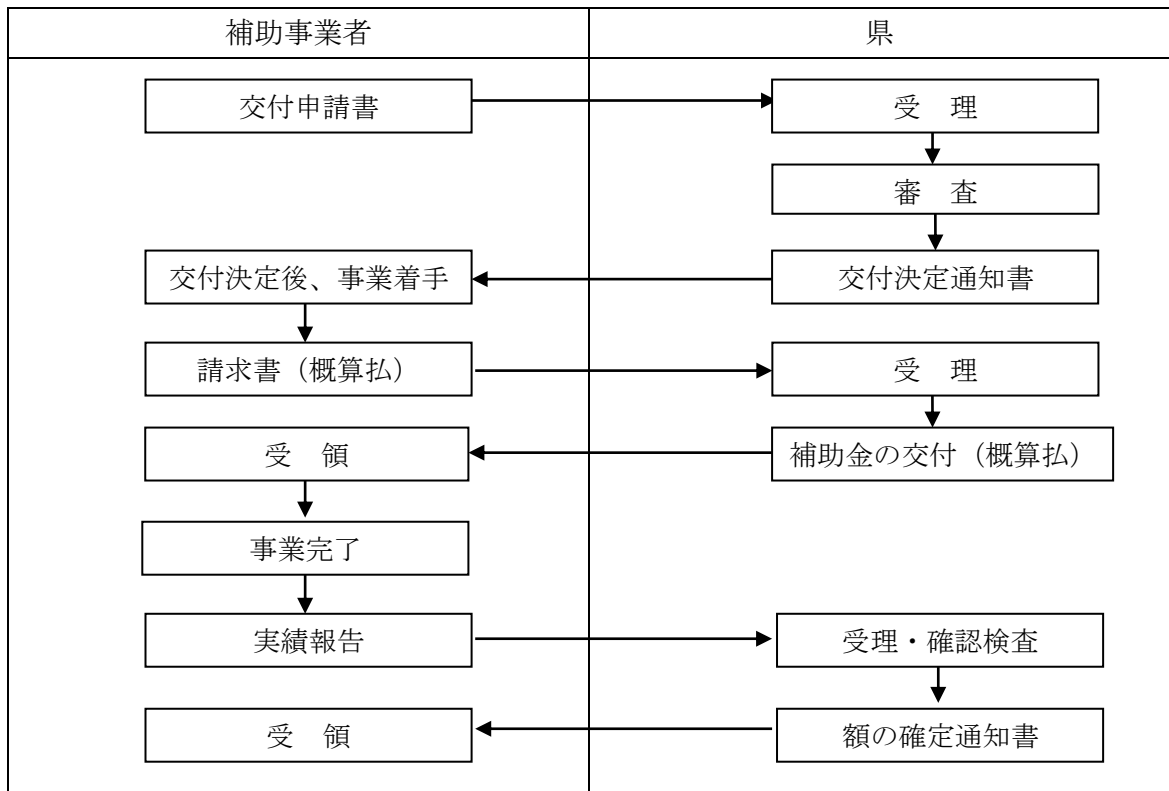 補助事業者
県
交付申請書
受　理
審　査
交付決定後、事業着手
交付決定通知書
請求書（概算払）
受　理
受　領
補助金の交付（概算払）
事業完了
実績報告
受理・確認検査
受　領
額の確定通知書